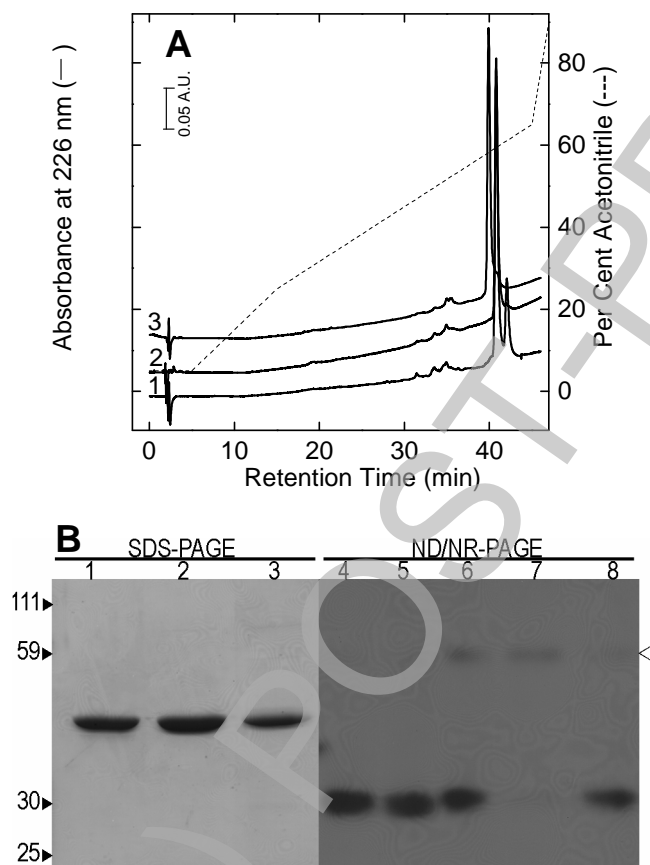 A
Absorbance at 226 nm (—)
0.05 A.U.
3
2
1
80
60
40
20
0
Per Cent Acetonitrile (---)
0 10 20 30 40
Retention Time (min)
B
SDS-PAGE ND/NR-PAGE
1 2 3 4 5 6 7 8
111
59
30
25
) POST-PR